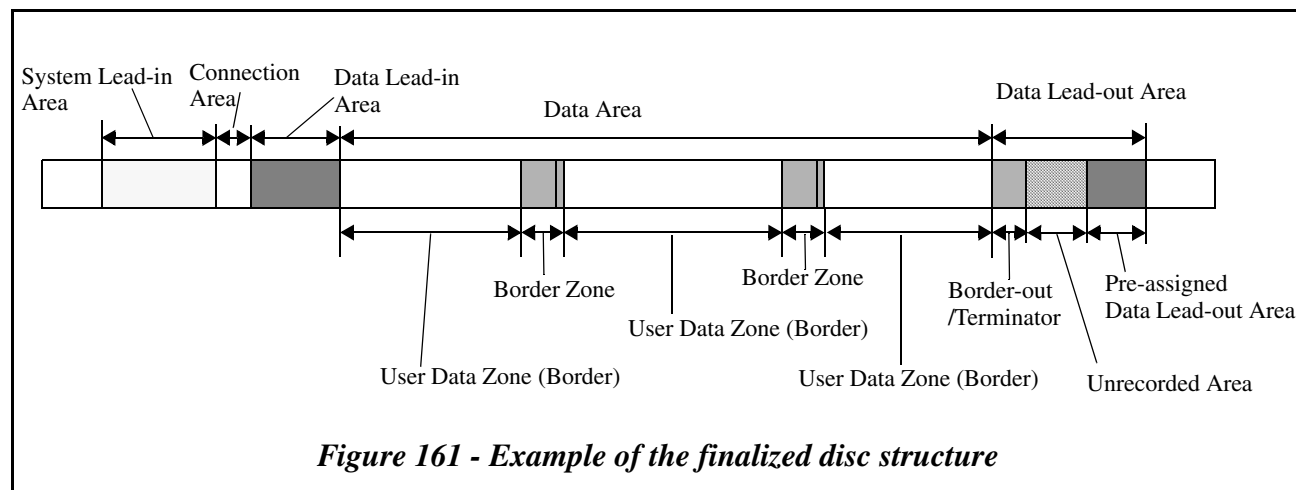 System Lead-in
Area
Connection
Area
Data Lead-in
Area
Data Area
Data Lead-out Area
Border Zone
Border Zone
Border-out
/Terminator
Pre-assigned
Data Lead-out Area
User Data Zone (Border)
User Data Zone (Border)
User Data Zone (Border)
Unrecorded Area
Figure 161 - Example of the finalized disc structure